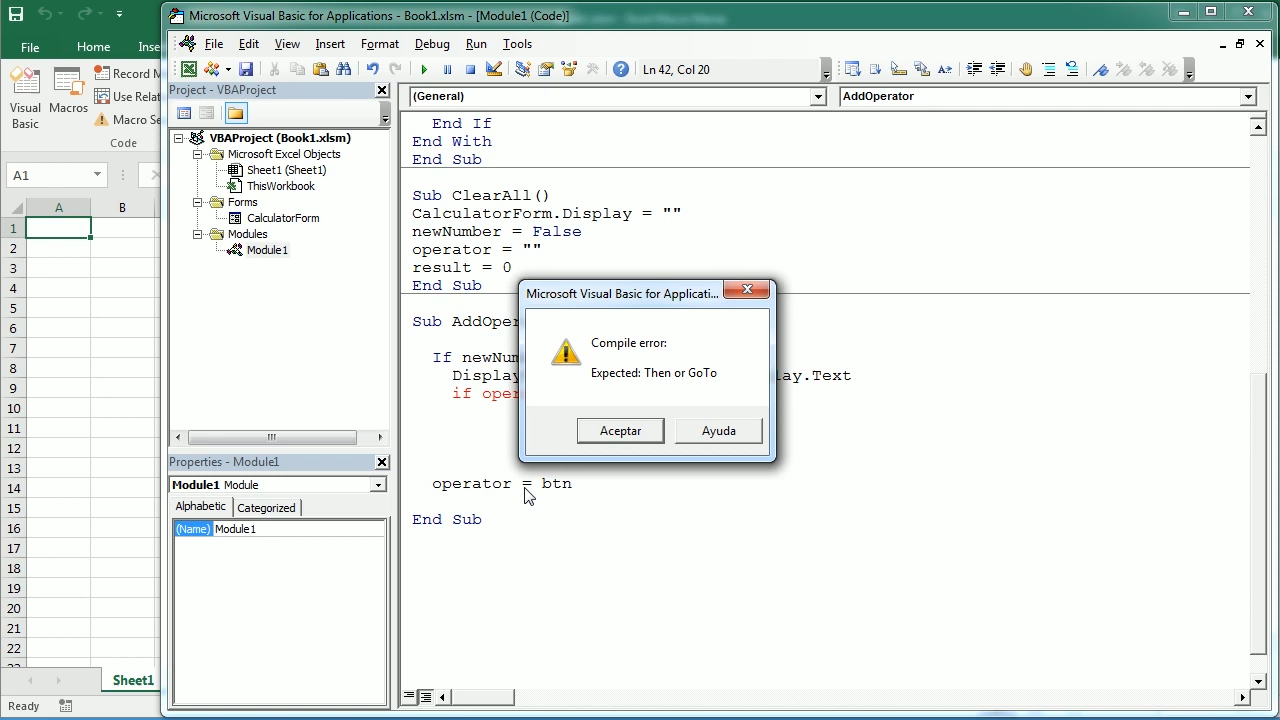 Microsoft Visual Basic for Applications - Book1.xlsm - [Module1 (Code)]
File Home Inse
Record M
Use Relat
Macro Se
Visual Basic
Macros
Code
A1
A B
1
2
3
4
5
6
7
8
9
10
11
12
13
14
15
16
17
18
19
20
21
22
Sheet1
Ready
File Edit View Insert Format Debug Run Tools
Ln 42, Col 20
Project - VBAProject
VBAProject (Book1.xlsm)
Microsoft Excel Objects
Sheet1 (Sheet1)
ThisWorkbook
Forms
CalculatorForm
Modules
Module1
Properties - Module1
Module1 Module
Alphabetic Categorized
(Name) Module1
(General) AddOperator
End If
End With
End Sub
Sub ClearAll()
CalculatorForm.Display = ""
newNumber = False
operator = ""
result = 0
End Sub
Sub AddOper
If newNum
Display lay.Text
if oper
operator = btn
End Sub
Microsoft Visual Basic for Applicati...
Compile error:
Expected: Then or GoTo
Aceptar Ayuda